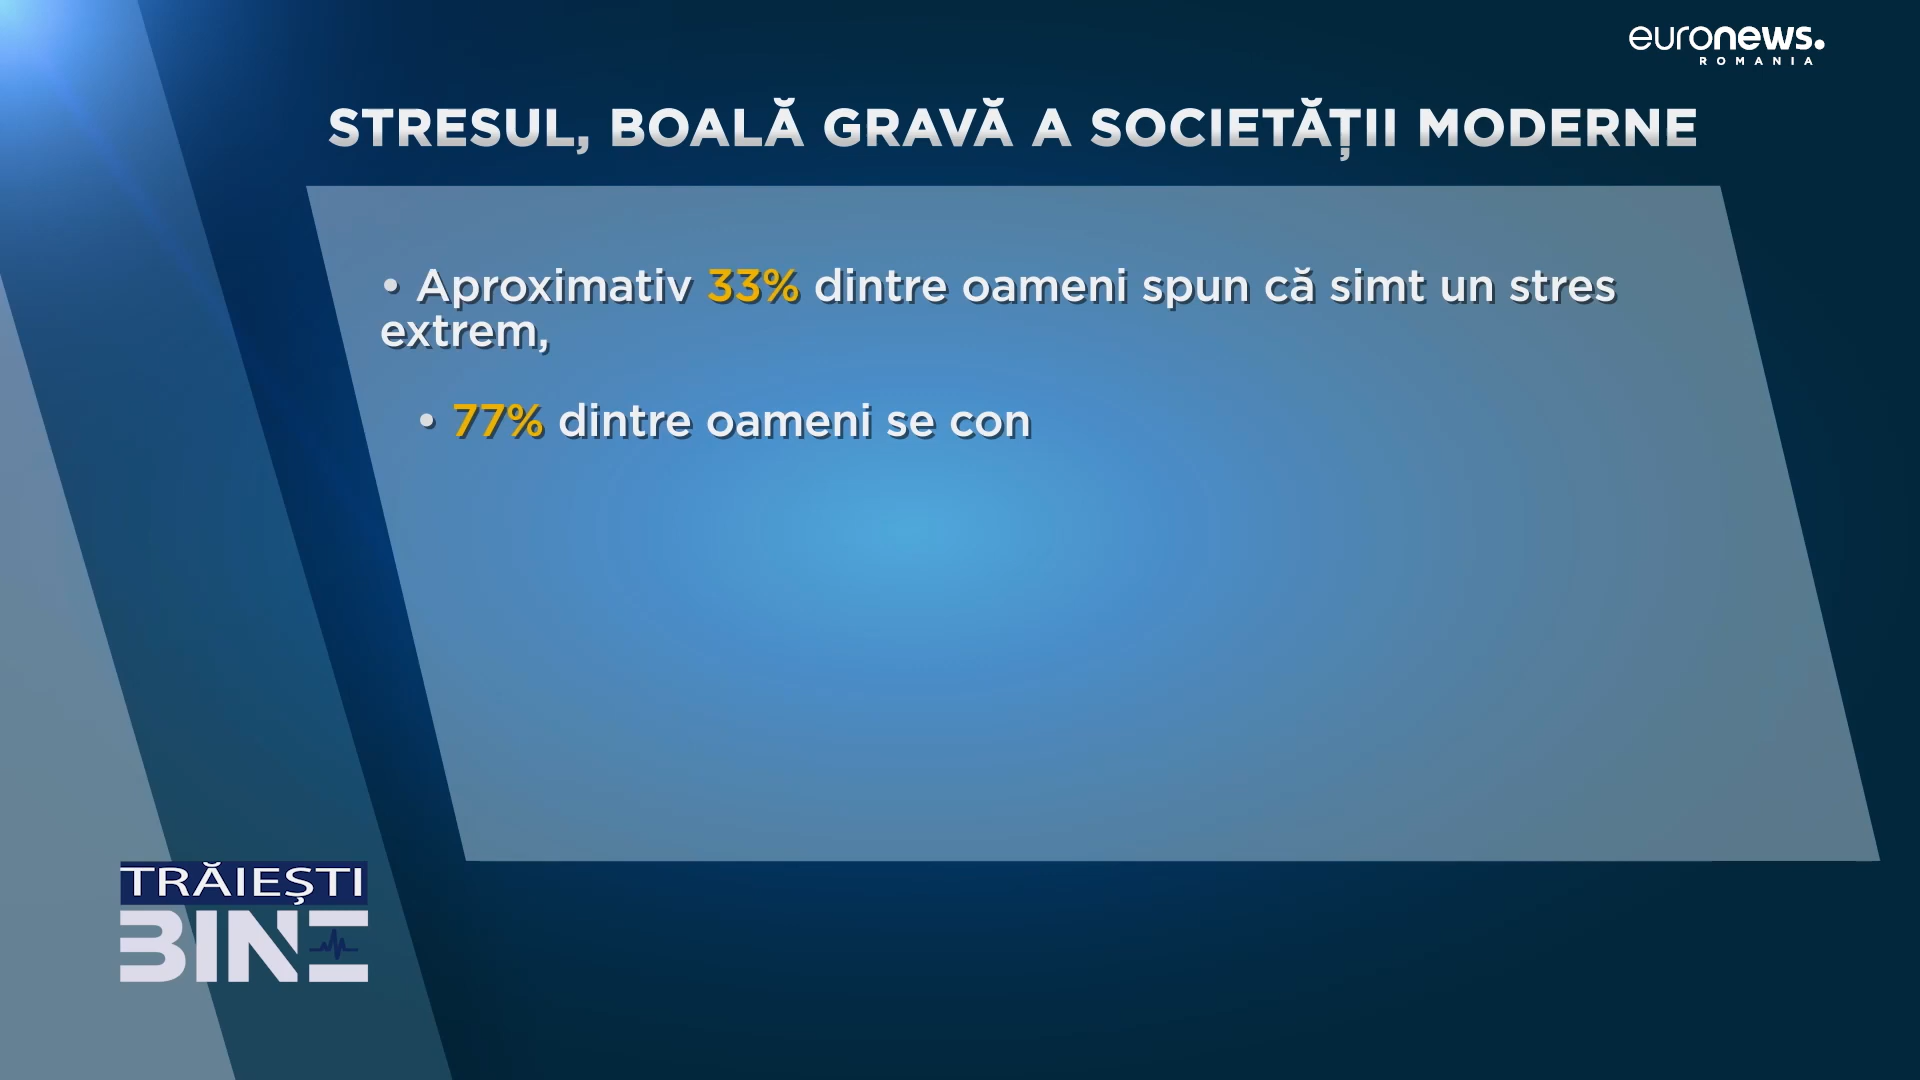 euronews.
ROMANIA
STRESUL, BOALĂ GRAVĂ A SOCIETĂȚII MODERNE
• Aproximativ 33% dintre oameni spun că simt un stres
extrem,
• 77% dintre oameni se con
TRĂIEŞTI
BINE